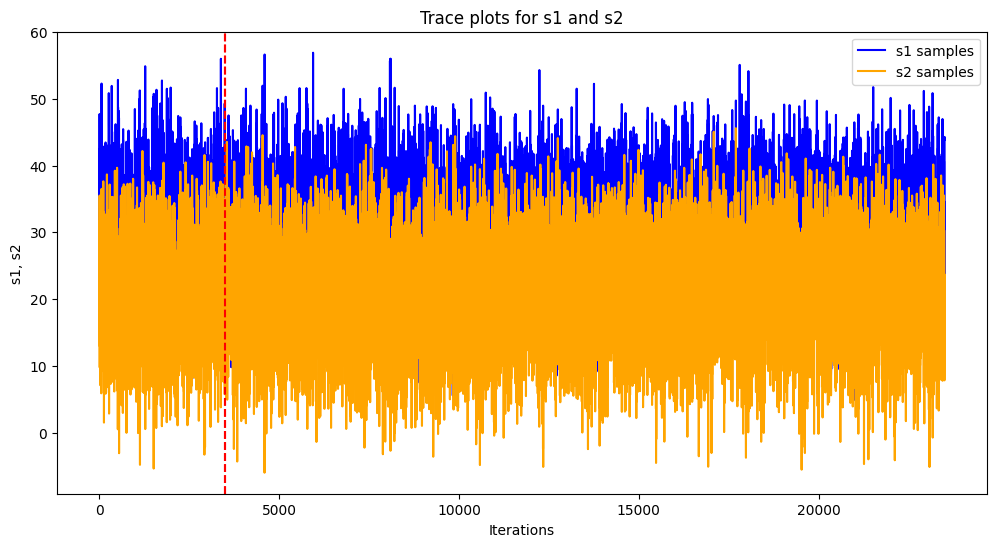 Trace plots for s1 and s2
s1 samples
s2 samples
60
50
40
30
20
10
0
s1, s2
0 5000 10000 15000 20000
Iterations